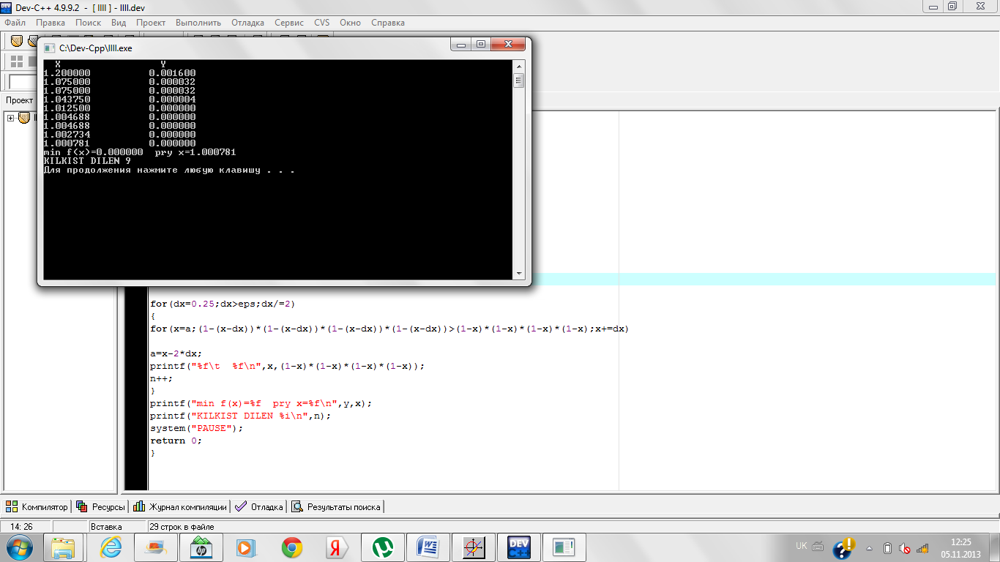 Dev-C++ 4.9.9.2 - [ llll ] - llll.dev
Файл Правка Поиск Вид Проект Выполнить Отладка Сервис CVS Окно Справка
C:\Dev-Cpp\llll.exe
X Y
1.200000 0.001600
1.075000 0.000032
1.075000 0.000032
1.043750 0.000004
1.012500 0.000000
1.004688 0.000000
1.004688 0.000000
1.002734 0.000000
1.000781 0.000000
min f(x)=0.000000 pry x=1.000781
KILKIST DILEN 9
Для продолжения нажмите любую клавишу . . .
Проект
for(dx=0.25;dx>eps;dx/=2)
{
for(x=a;(1-(x-dx))*(1-(x-dx))*(1-(x-dx))*(1-(x-dx))>(1-x)*(1-x)*(1-x)*(1-x);x+=dx)
a=x-2*dx;
printf("%f\t %f\n",x,(1-x)*(1-x)*(1-x)*(1-x));
n++;
}
printf("min f(x)=%f pry x=%f\n",y,x);
printf("KILKIST DILEN %i\n",n);
system("PAUSE");
return 0;
}
Компилятор Ресурсы Журнал компиляции Отладка Результаты поиска
14: 26 Вставка 29 строк в файле
hp Я DEV C++ UK 12:25
05.11.2013